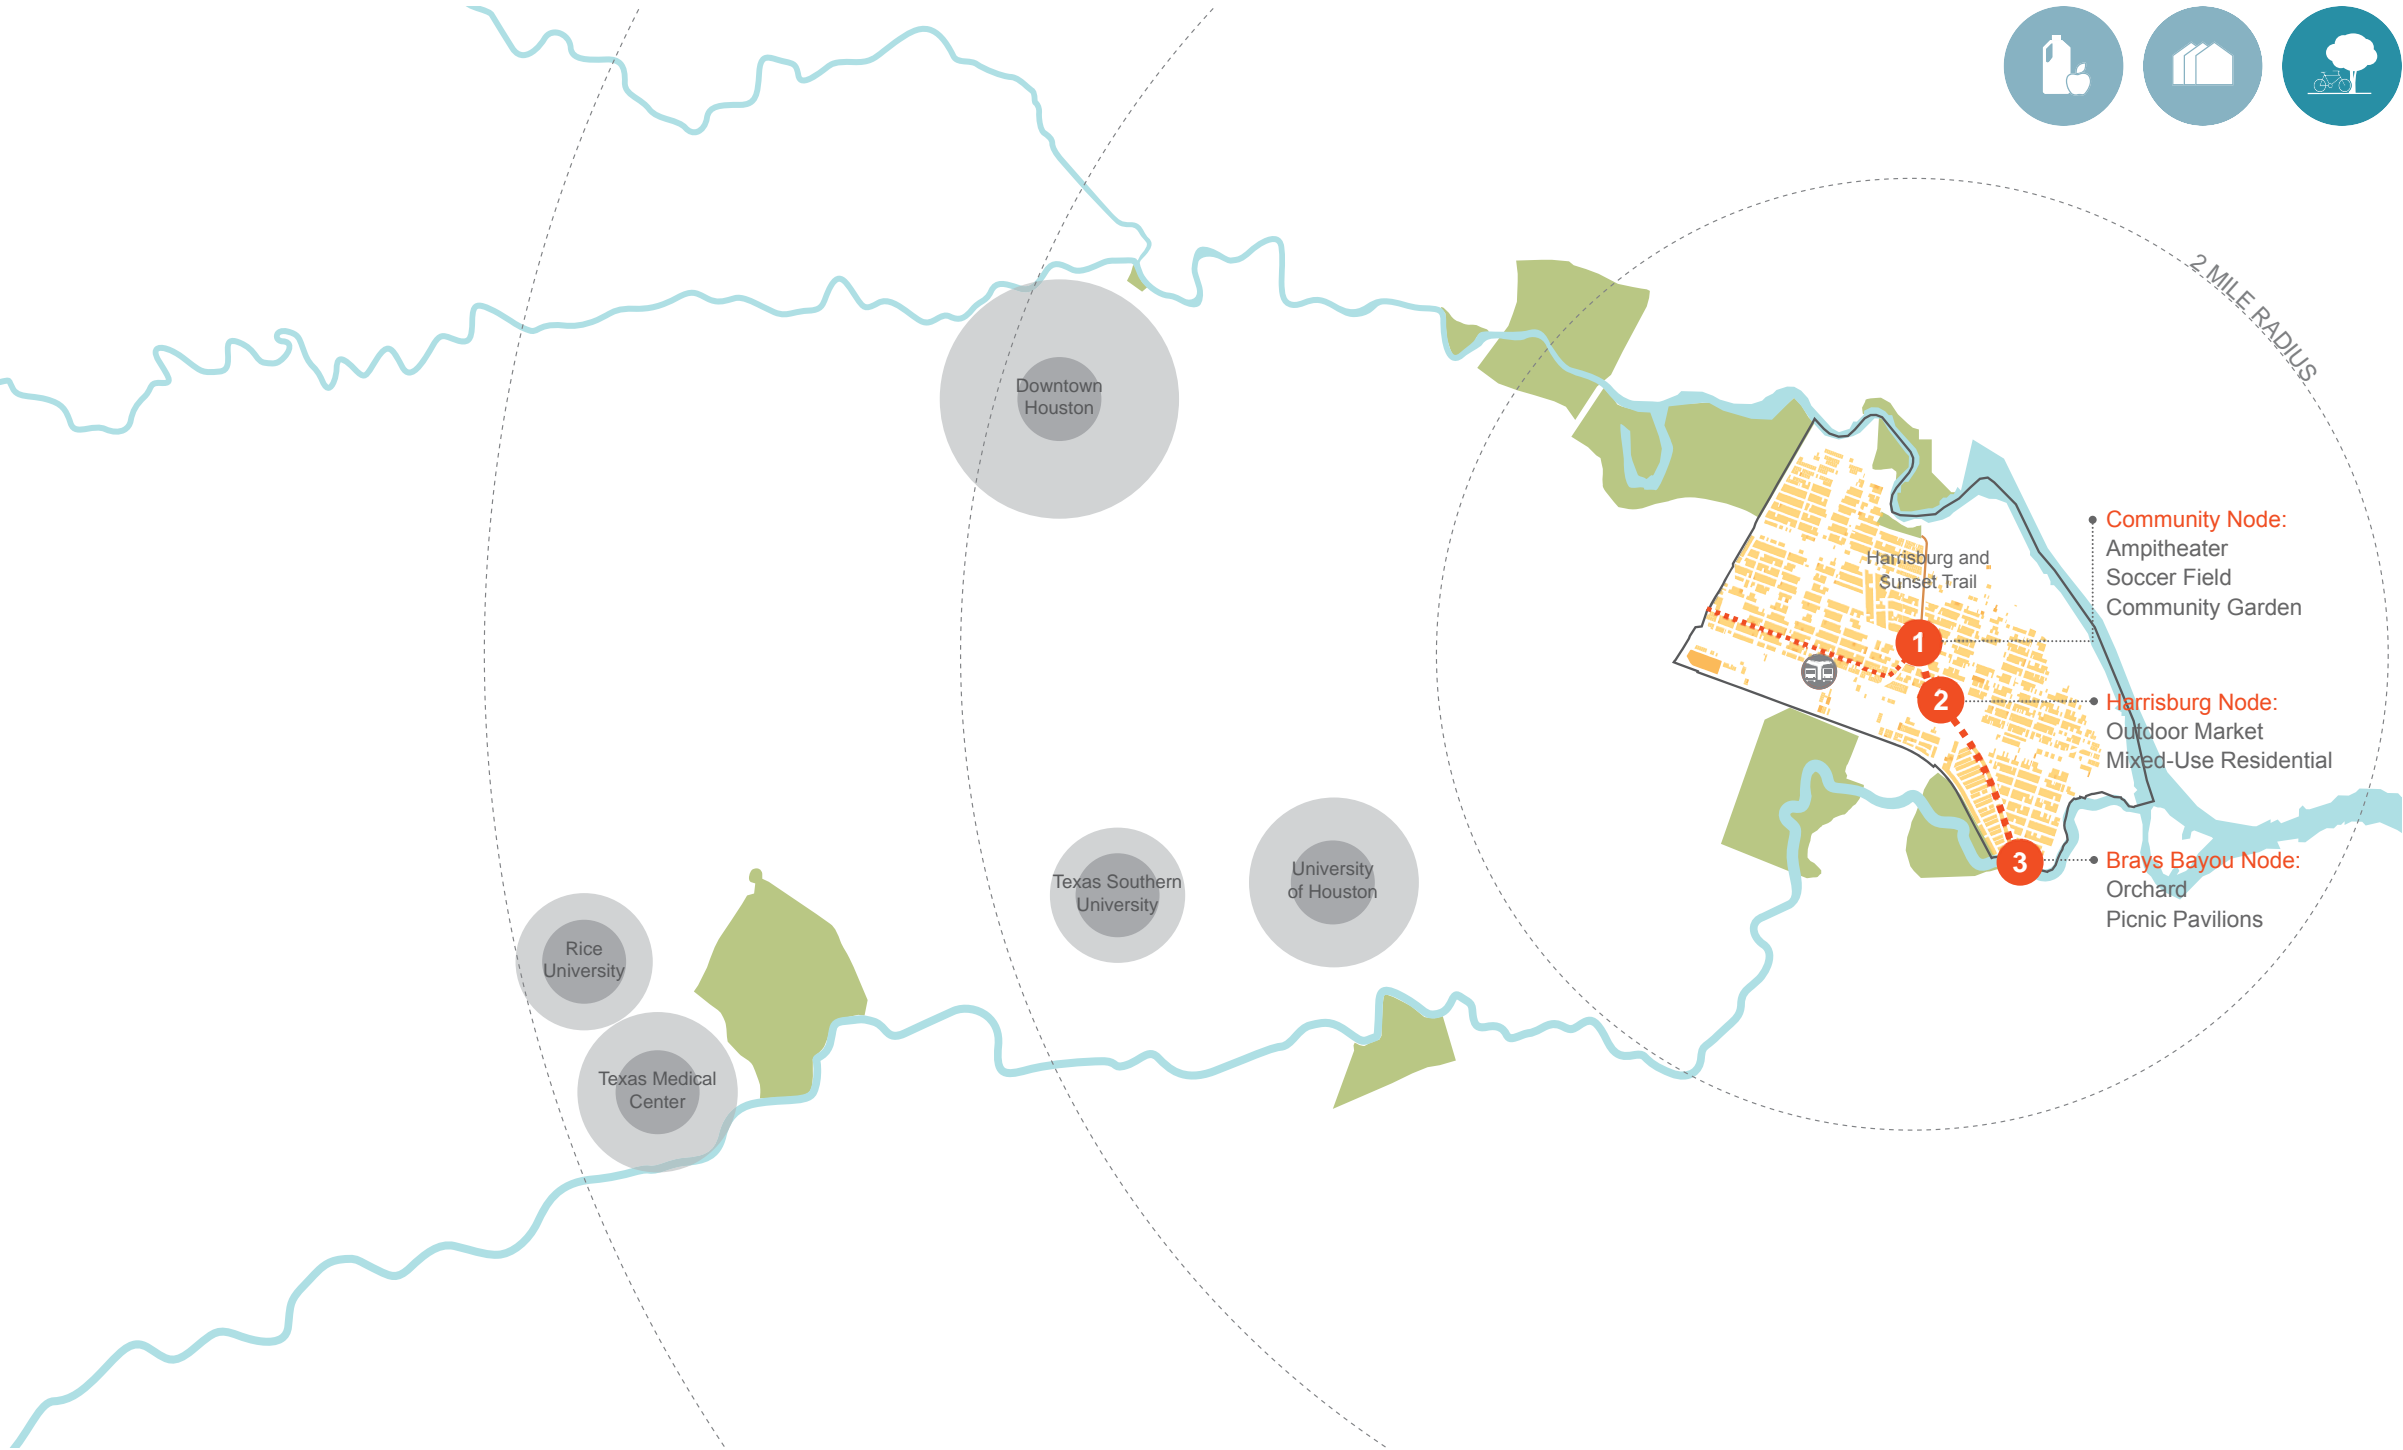 2 MILE RADIUS
Downtown
Houston
Harrisburg and
Sunset Trail
Community Node:
Ampitheater
Soccer Field
Community Garden
1
2
Harrisburg Node:
Outdoor Market
Mixed-Use Residential
3
Brays Bayou Node:
Orchard
Picnic Pavilions
University
of Houston
Texas Southern
University
Rice
University
Texas Medical
Center